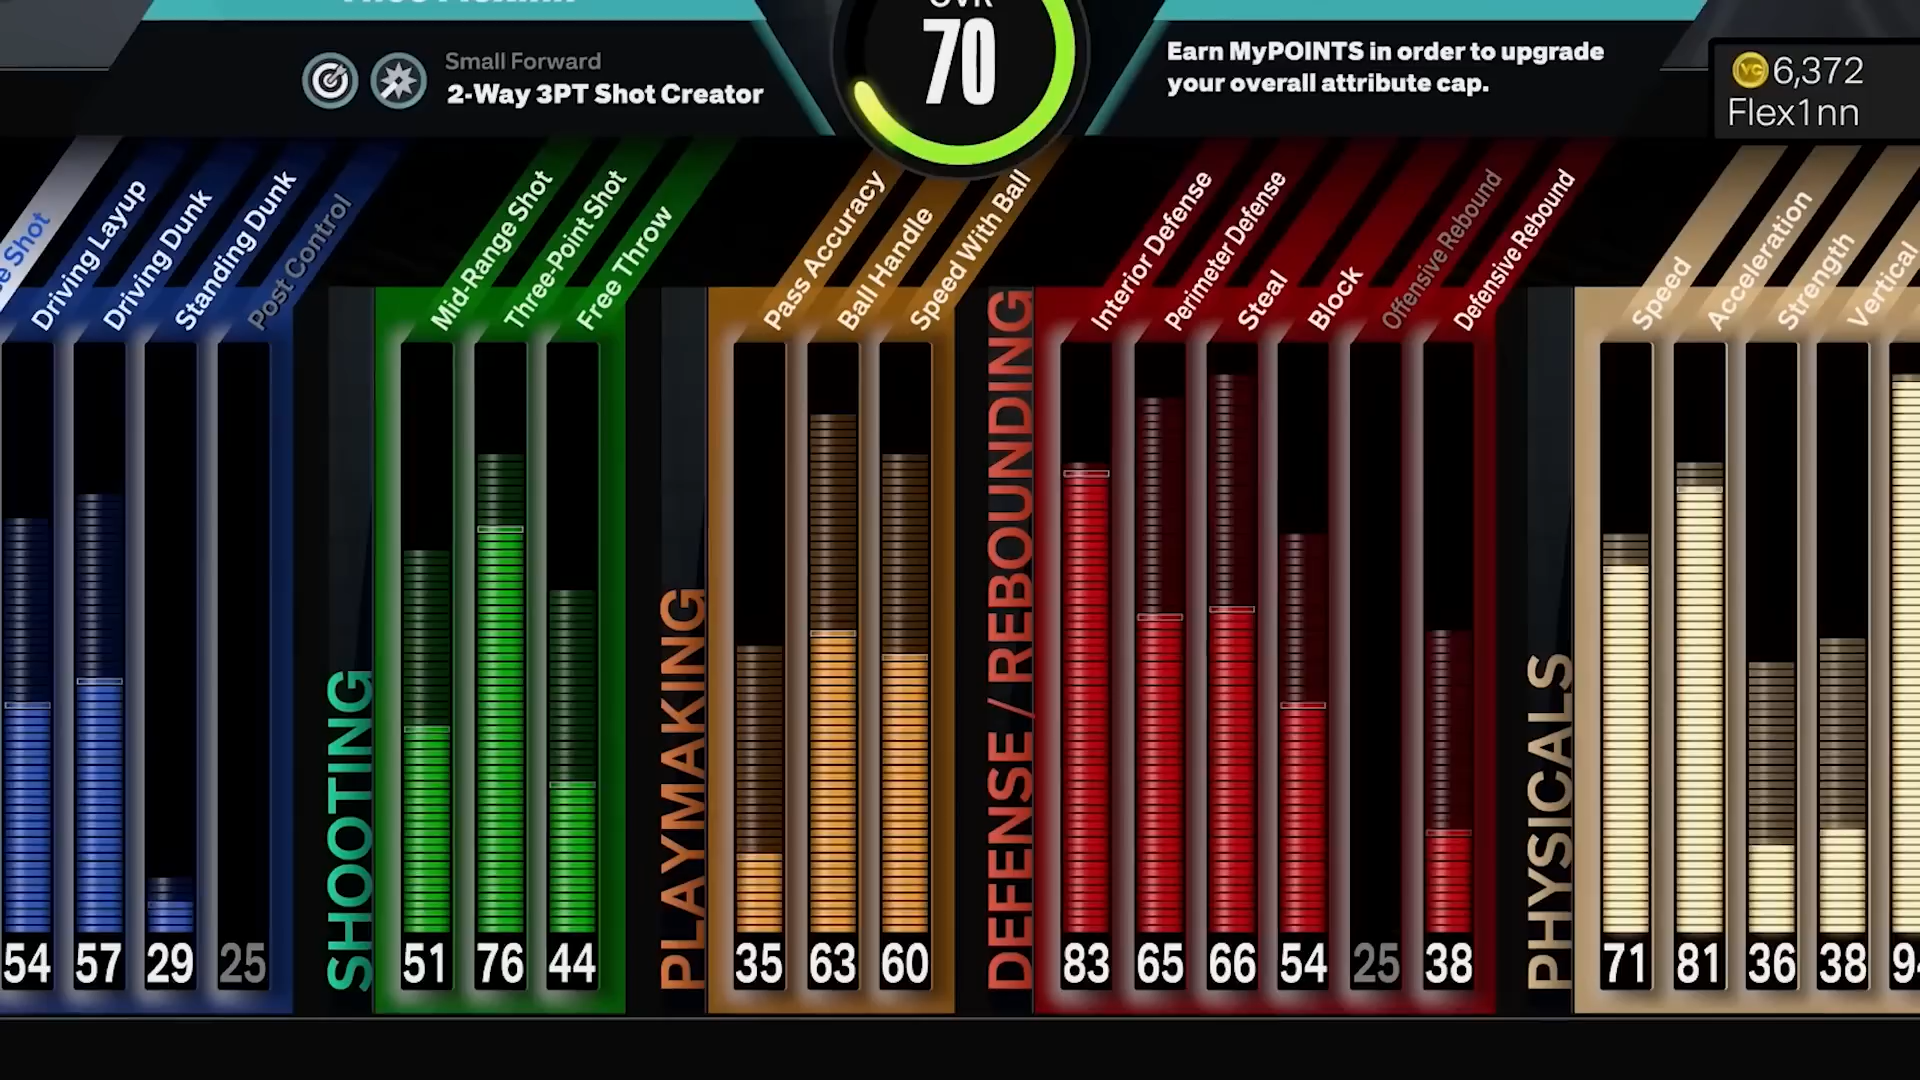 OVR
70
Small Forward
2-Way 3PT Shot Creator
Earn MyPOINTS in order to upgrade
your overall attribute cap.
VC 6,372
Flex1nn
Shot
Driving Layup
Driving Dunk
Standing Dunk
Post Control
Mid-Range Shot
Three-Point Shot
Free Throw
Pass Accuracy
Ball Handle
Speed With Ball
Interior Defense
Perimeter Defense
Steal
Block
Offensive Rebound
Defensive Rebound
Speed
Acceleration
Strength
Vertical
SHOOTING
PLAYMAKING
DEFENSE / REBOUNDING
PHYSICALS
54 57 29 25 51 76 44 35 63 60 83 65 66 54 25 38 71 81 36 38